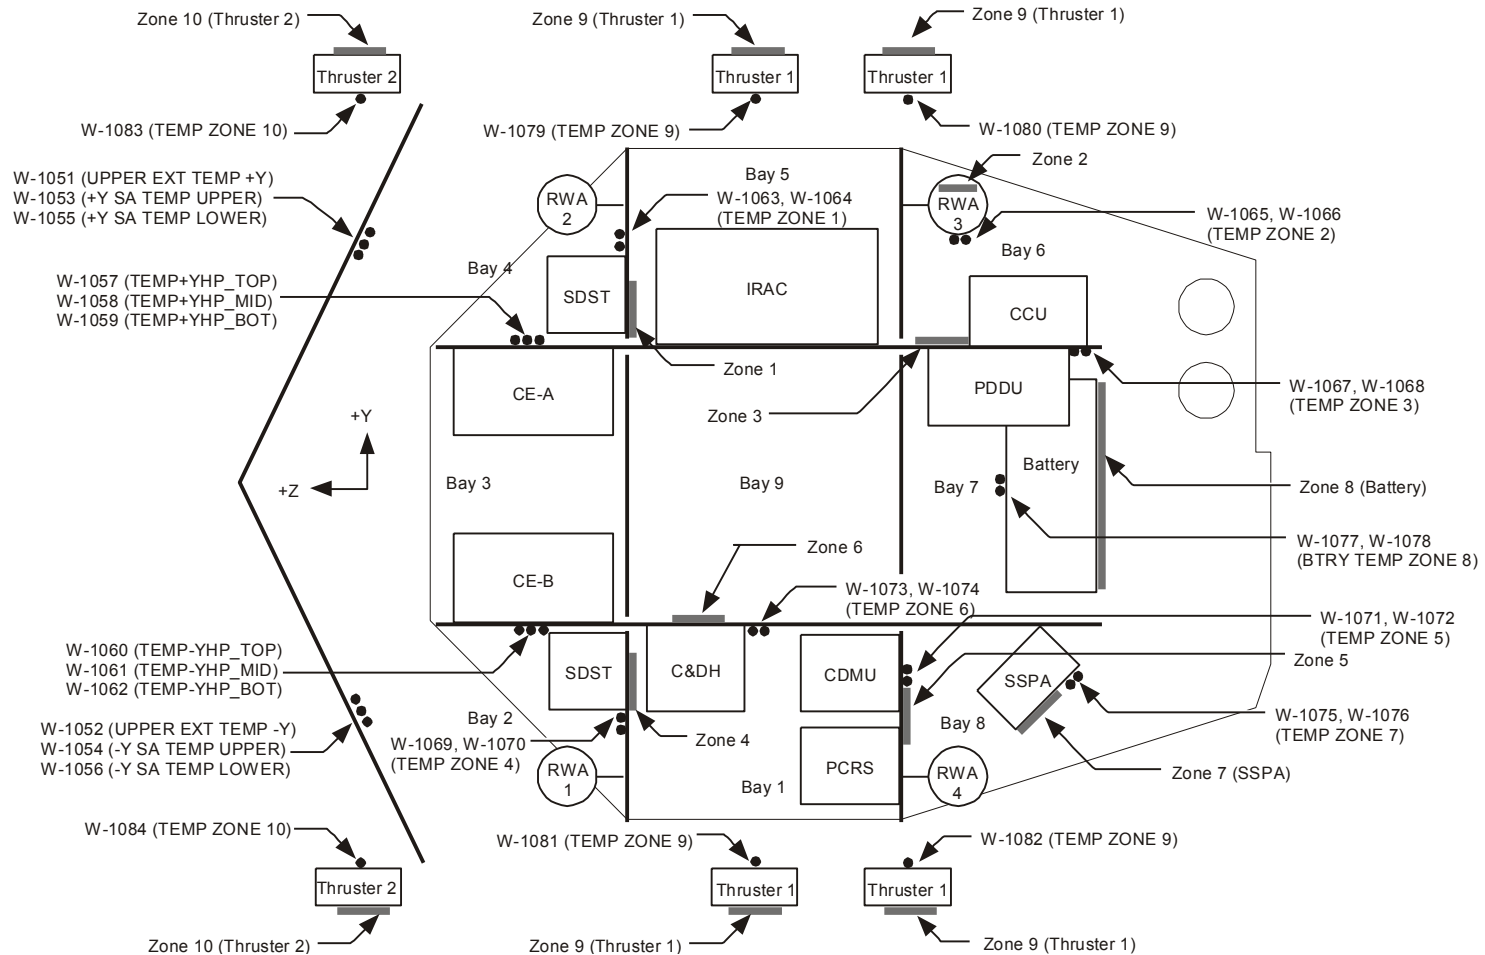 Zone 10 (Thruster 2)
Zone 9 (Thruster 1)
Zone 9 (Thruster 1)
Thruster 2
Thruster 1
Thruster 1
W-1083 (TEMP ZONE 10)
W-1079 (TEMP ZONE 9)
W-1080 (TEMP ZONE 9)
Zone 2
W-1051 (UPPER EXT TEMP +Y)
W-1053 (+Y SA TEMP UPPER)
W-1055 (+Y SA TEMP LOWER)
RWA
2
Bay 5
W-1063, W-1064
(TEMP ZONE 1)
RWA
3
W-1065, W-1066
(TEMP ZONE 2)
Bay 6
Bay 4
W-1057 (TEMP+YHP_TOP)
W-1058 (TEMP+YHP_MID)
W-1059 (TEMP+YHP_BOT)
SDST
IRAC
CCU
Zone 1
CE-A
PDDU
W-1067, W-1068
(TEMP ZONE 3)
Zone 3
+Y
+Z
Bay 3
Bay 9
Bay 7
Battery
Zone 8 (Battery)
W-1077, W-1078
(BTRY TEMP ZONE 8)
Zone 6
CE-B
W-1073, W-1074
(TEMP ZONE 6)
W-1071, W-1072
(TEMP ZONE 5)
Zone 5
W-1060 (TEMP-YHP_TOP)
W-1061 (TEMP-YHP_MID)
W-1062 (TEMP-YHP_BOT)
SDST
C&DH
CDMU
SSPA
Bay 2
Bay 8
W-1075, W-1076
(TEMP ZONE 7)
W-1052 (UPPER EXT TEMP -Y)
W-1054 (-Y SA TEMP UPPER)
W-1056 (-Y SA TEMP LOWER)
W-1069, W-1070
(TEMP ZONE 4)
Zone 4
RWA
1
Bay 1
PCRS
RWA
4
Zone 7 (SSPA)
W-1084 (TEMP ZONE 10)
W-1081 (TEMP ZONE 9)
W-1082 (TEMP ZONE 9)
Thruster 2
Thruster 1
Thruster 1
Zone 10 (Thruster 2)
Zone 9 (Thruster 1)
Zone 9 (Thruster 1)